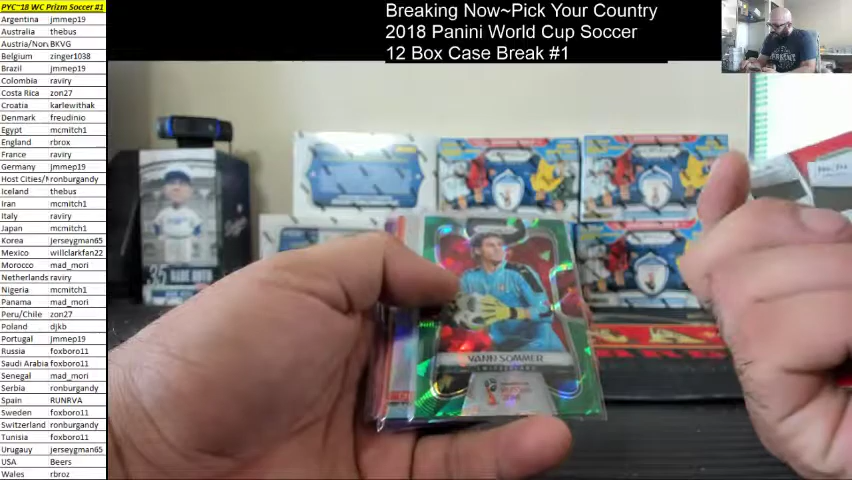 PYC~18 WC Prizm Soccer #1
Argentina jmmep19
Australia thebus
Austria/Nor BKVG
Belgium zinger1038
Brazil jmmep19
Colombia raviry
Costa Rica zon27
Croatia karlewithak
Denmark freudinio
Egypt mcmitch1
England rbrox
France raviry
Germany jmmep19
Host Cities/ ronburgandy
Iceland thebus
Iran mcmitch1
Italy raviry
Japan mcmitch1
Korea jerseygman65
Mexico willclarkfan22
Morocco mad_mori
Netherlands raviry
Nigeria mcmitch1
Panama mad_mori
Peru/Chile zon27
Poland djkb
Portugal jmmep19
Russia foxboro11
Saudi Arabia foxboro11
Senegal mad_mori
Serbia ronburgandy
Spain RUNRVA
Sweden foxboro11
Switzerland ronburgandy
Tunisia foxboro11
Urugauy jerseygman65
USA Beers
Wales rbroz
Breaking Now~Pick Your Country
2018 Panini World Cup Soccer
12 Box Case Break #1
YANN SOMMER
SWITZERLAND
35 BABE RUTH